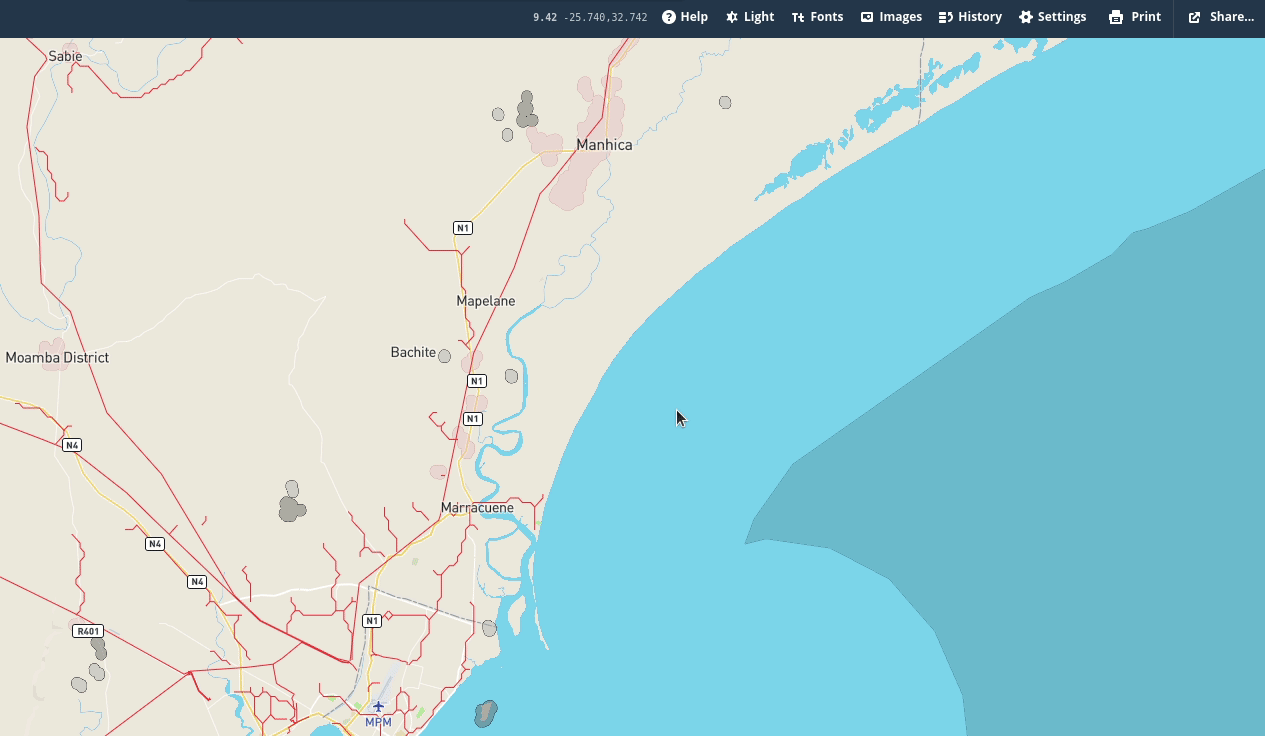 9.42 -25.740,32.742 Help Light Fonts Images History Settings Print Share...
Sabie
Manhica
N1
Mapelane
Bachite
Moamba District
N1
N1
N4
Marracuene
N4
N4
N1
R401
MPM